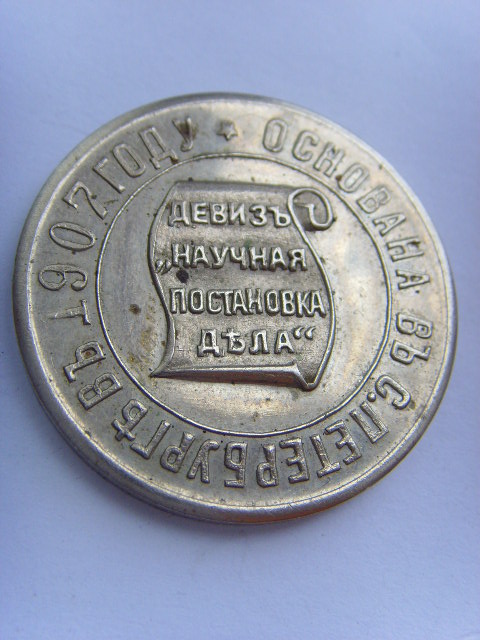 ОСНОВАНА ВЪ С.ПЕТЕРБУРГѢ ВЪ 1907 ГОДУ
ДЕВИЗЪ
„НАУЧНАЯ
ПОСТАНОВКА
ДѢЛА“